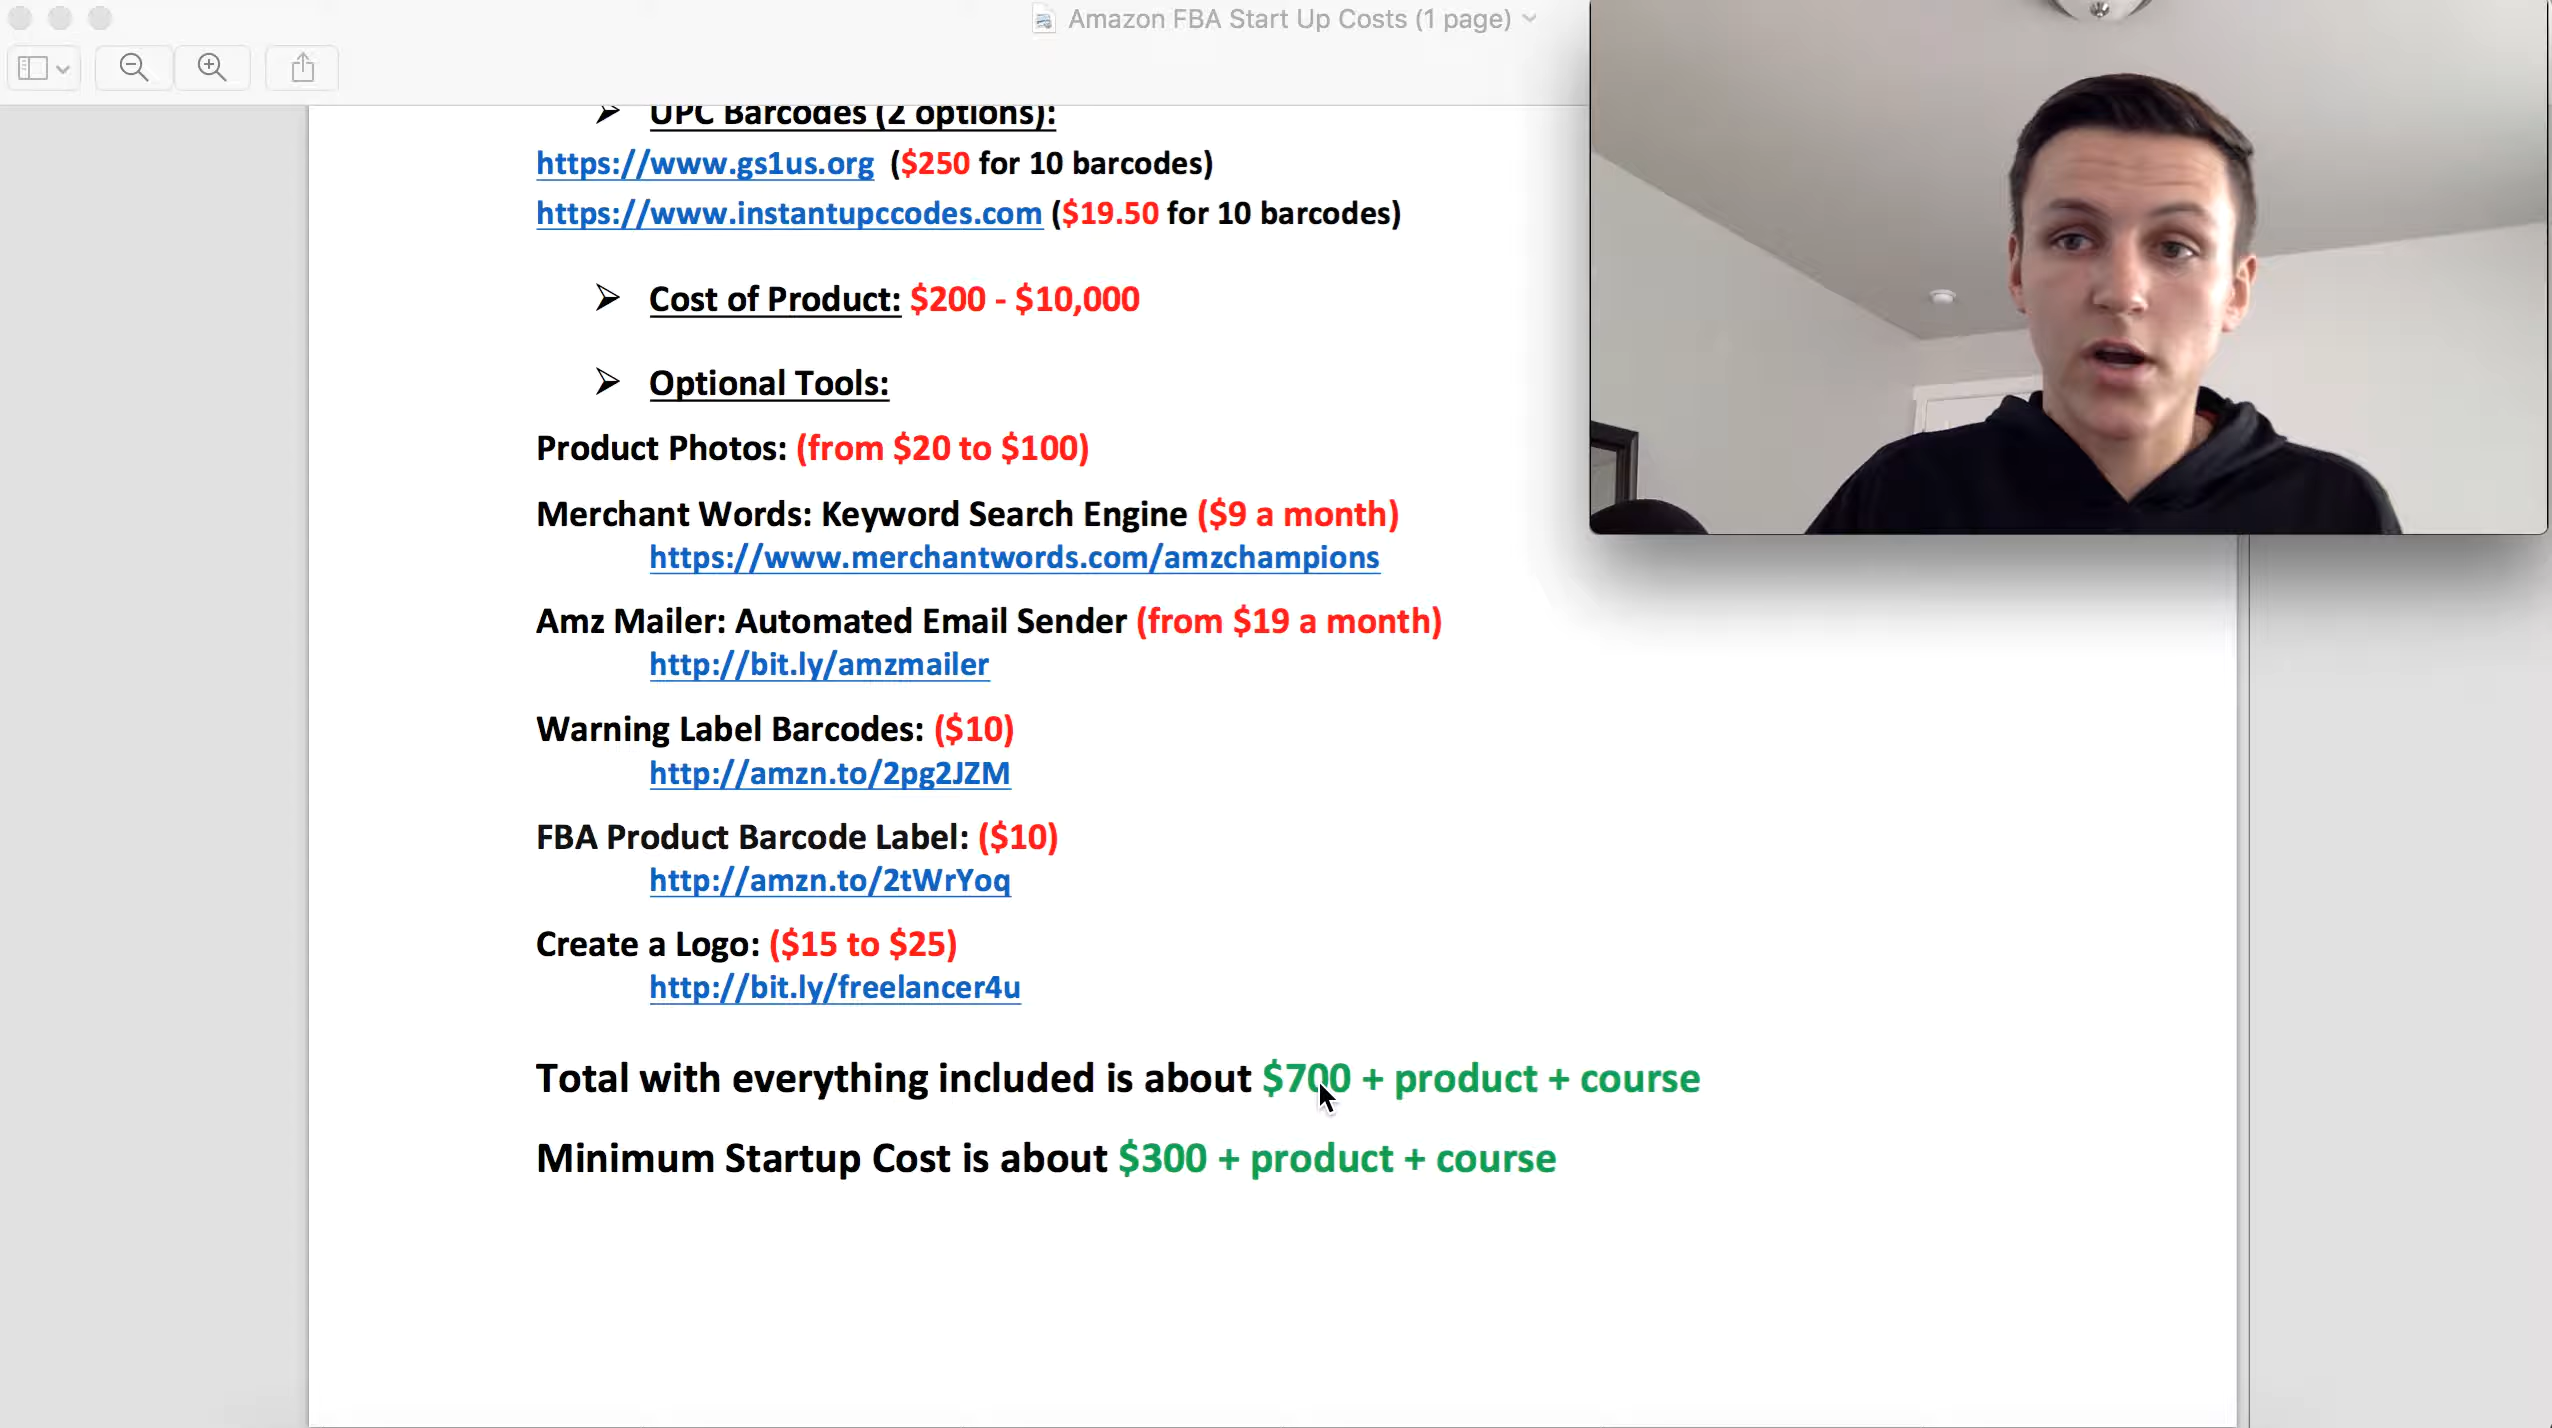 Amazon FBA Start Up Costs (1 page)
UPC Barcodes (2 options):
https://www.gs1us.org ($250 for 10 barcodes)
https://www.instantupccodes.com ($19.50 for 10 barcodes)
Cost of Product: $200 - $10,000
Optional Tools:
Product Photos: (from $20 to $100)
Merchant Words: Keyword Search Engine ($9 a month)
https://www.merchantwords.com/amzchampions
Amz Mailer: Automated Email Sender (from $19 a month)
http://bit.ly/amzmailer
Warning Label Barcodes: ($10)
http://amzn.to/2pg2JZM
FBA Product Barcode Label: ($10)
http://amzn.to/2tWrYoq
Create a Logo: ($15 to $25)
http://bit.ly/freelancer4u
Total with everything included is about $700 + product + course
Minimum Startup Cost is about $300 + product + course